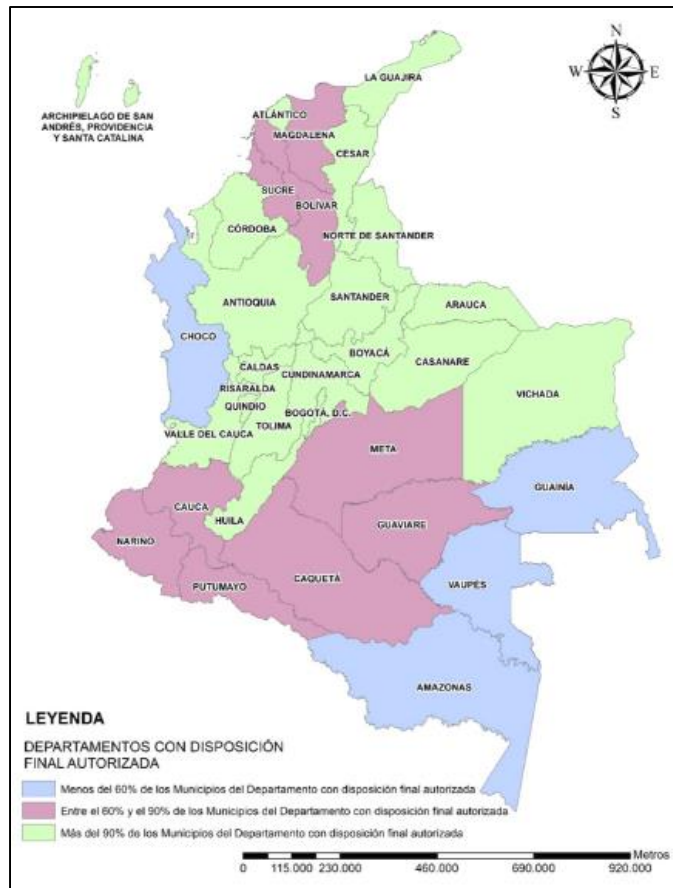 N
W E
S
LA GUAJIRA
ARCHIPIELAGO DE SAN
ANDRÉS, PROVIDENCIA
Y SANTA CATALINA
ATLÁNTICO
MAGDALENA
CESAR
SUCRE
BOLÍVAR
CÓRDOBA
NORTE DE SANTANDER
SANTANDER
ANTIOQUIA
ARAUCA
CHOCO
BOYACÁ
CASANARE
CALDAS
CUNDINAMARCA
RISARALDA
VICHADA
QUINDIO
BOGOTÁ, D.C.
TOLIMA
VALLE DEL CAUCA
META
GUAINÍA
CAUCA
HUILA
GUAVIARE
NARIÑO
CAQUETÁ
VAUPÉS
PUTUMAYO
AMAZONAS
LEYENDA
DEPARTAMENTOS CON DISPOSICIÓN
FINAL AUTORIZADA
Menos del 60% de los Municipios del Departamento con disposición final autorizada
Entre el 60% y el 90% de los Municipios del Departamento con disposición final autorizada
Más del 90% de los Municipios del Departamento con disposición final autorizada
Metros
0 115.000 230.000 460.000 690.000 920.000